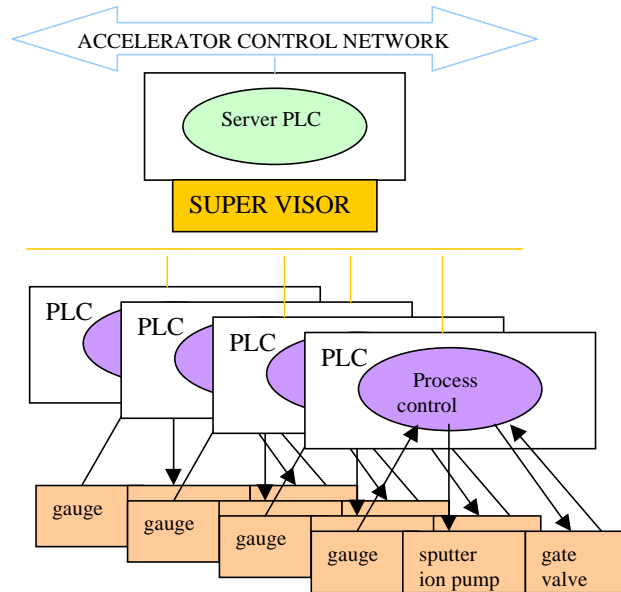 ACCELERATOR CONTROL NETWORK
Server PLC
SUPER VISOR
PLC
PLC
PLC
PLC
Process
control
gauge
gauge
gauge
gauge
sputter
ion pump
gate
valve